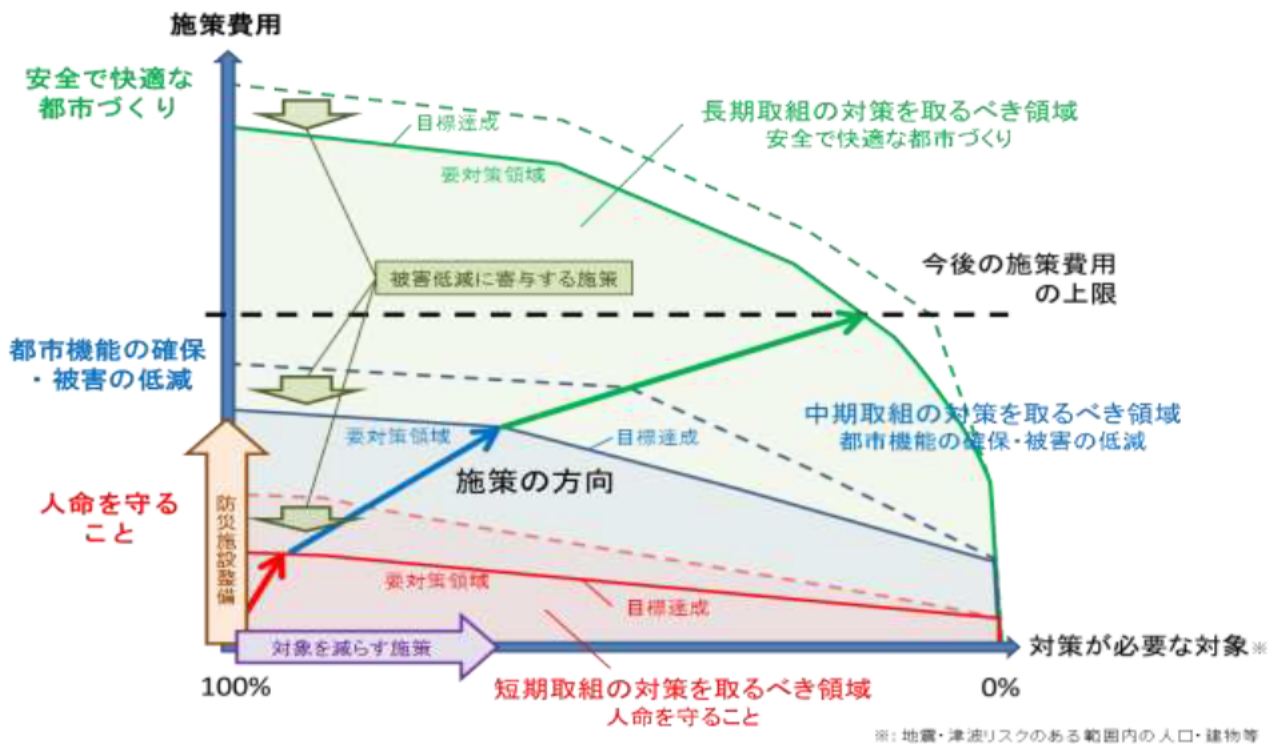 施策費用
安全で快適な
都市づくり
目標達成
要対策領域
長期取組の対策を取るべき領域
安全で快適な都市づくり
被害低減に寄与する施策
今後の施策費用
の上限
都市機能の確保
・被害の低減
要対策領域
目標達成
中期取組の対策を取るべき領域
都市機能の確保・被害の低減
施策の方向
人命を守る
こと
防災施設整備
要対策領域
目標達成
対象を減らす施策
対策が必要な対象※
100%
0%
短期取組の対策を取るべき領域
人命を守ること
※：地震・津波リスクのある範囲内の人口・建物等